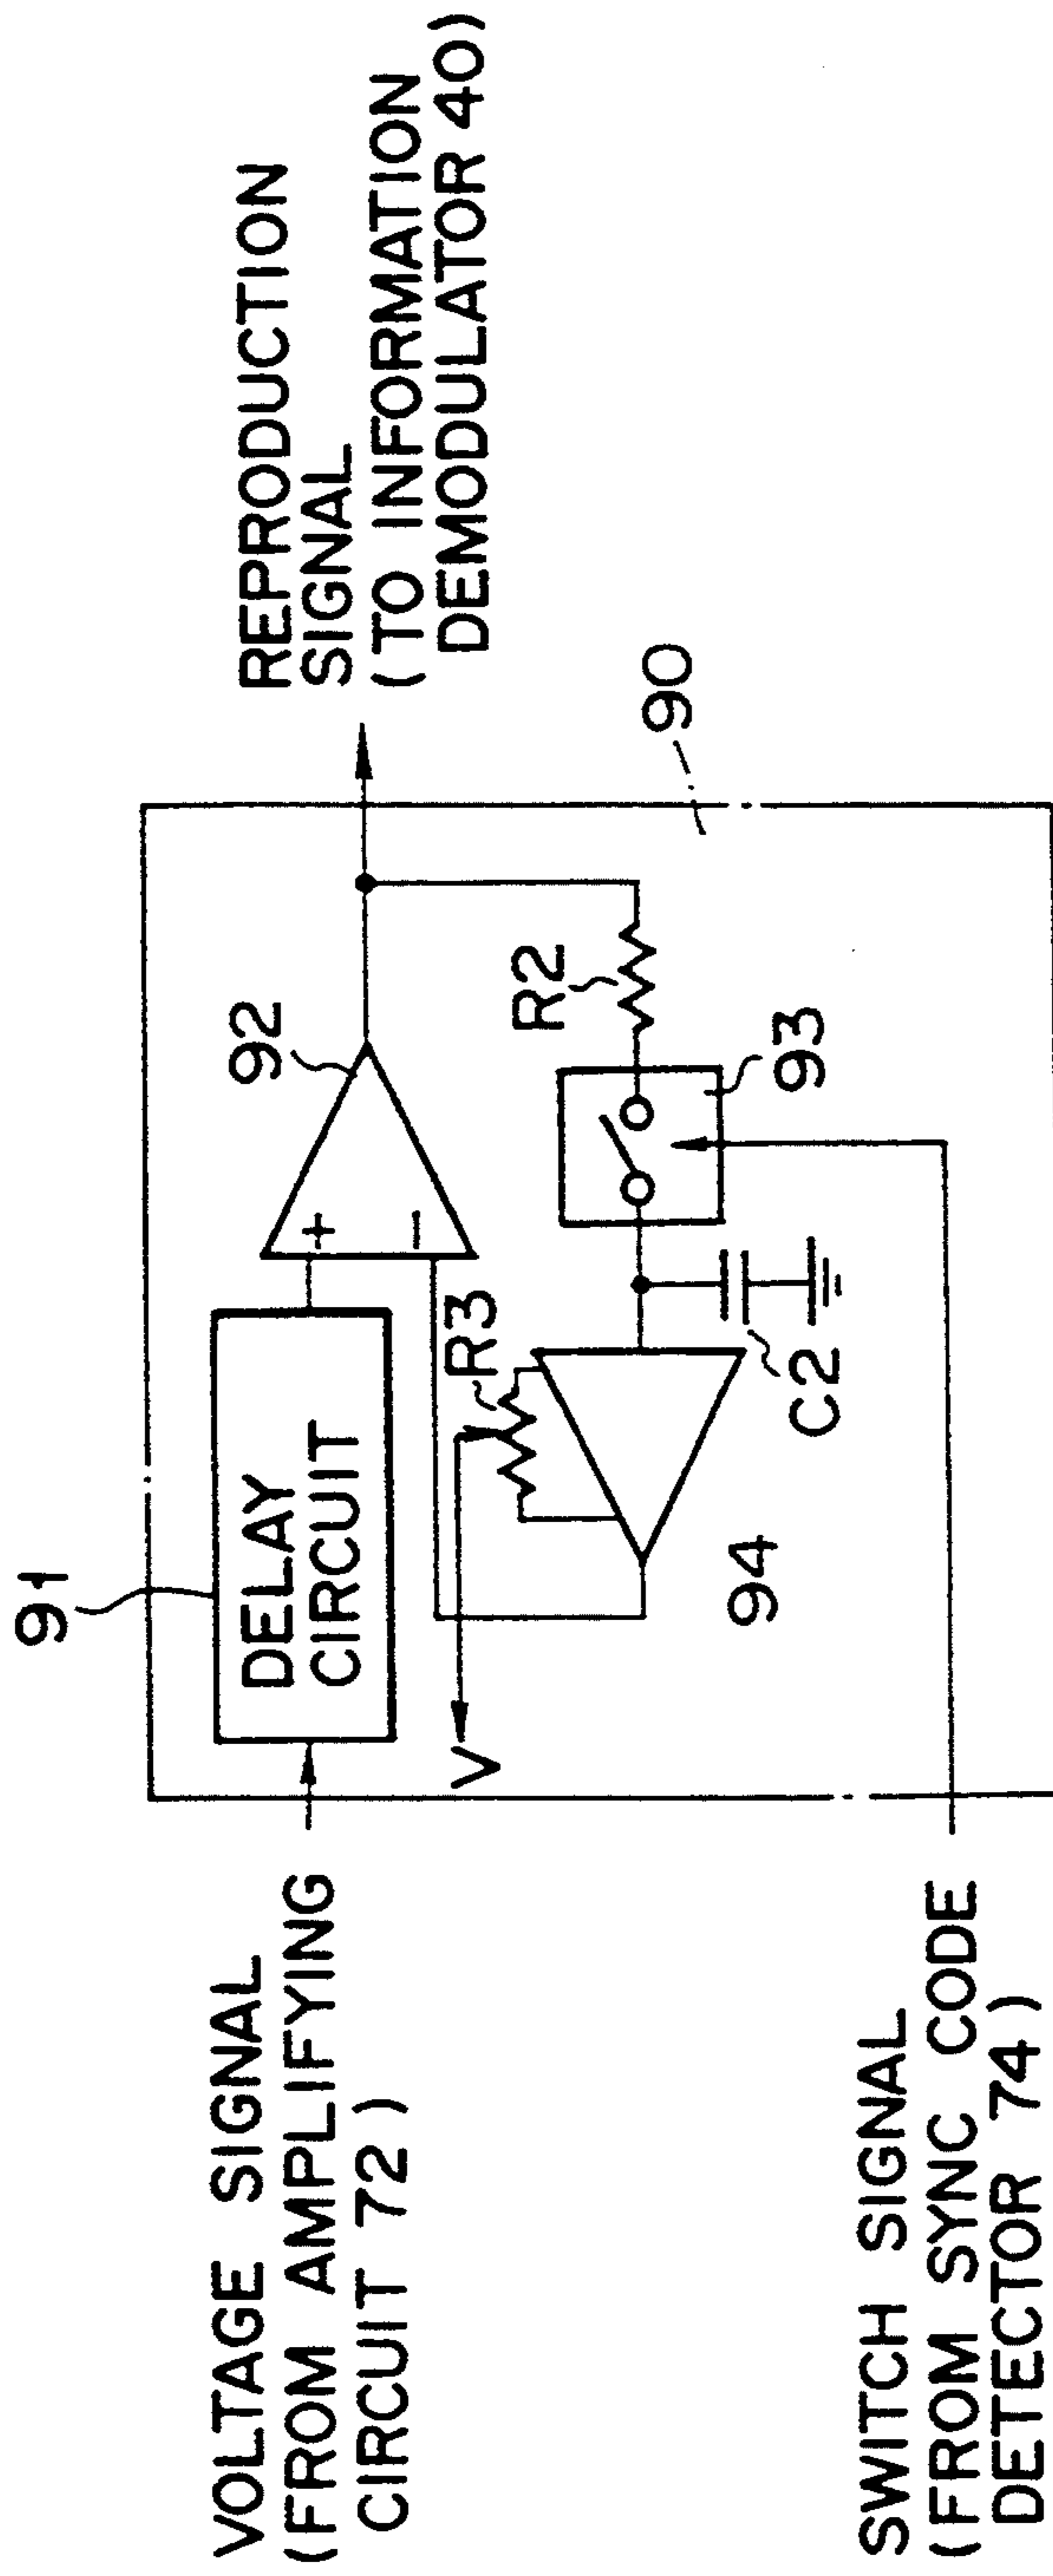 VOLTAGE SIGNAL
(FROM AMPLIFYING
CIRCUIT 72)
91
DELAY
CIRCUIT
92
+
−
REPRODUCTION
SIGNAL
(TO INFORMATION
DEMODULATOR 40)
V
R3
R2
94
C2
93
90
SWITCH SIGNAL
(FROM SYNC CODE
DETECTOR 74)